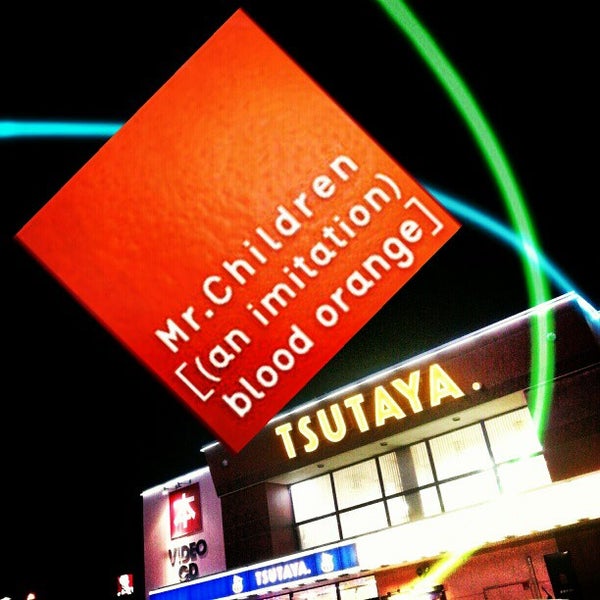 Mr.Children
[(an imitation)
blood orange]
TSUTAYA.
本
VIDEO
CD
TSUTAYA.